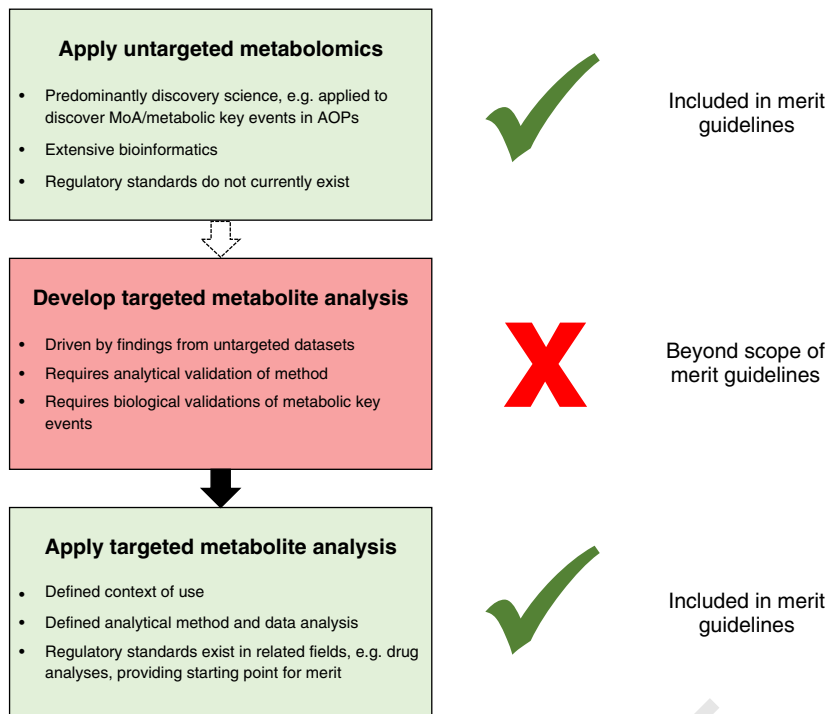 Apply untargeted metabolomics
• Predominantly discovery science, e.g. applied to
discover MoA/metabolic key events in AOPs
• Extensive bioinformatics
• Regulatory standards do not currently exist
Included in merit
guidelines
Develop targeted metabolite analysis
• Driven by findings from untargeted datasets
• Requires analytical validation of method
• Requires biological validations of metabolic key
events
X
Beyond scope of
merit guidelines
Apply targeted metabolite analysis
• Defined context of use
• Defined analytical method and data analysis
• Regulatory standards exist in related fields, e.g. drug
analyses, providing starting point for merit
Included in merit
guidelines